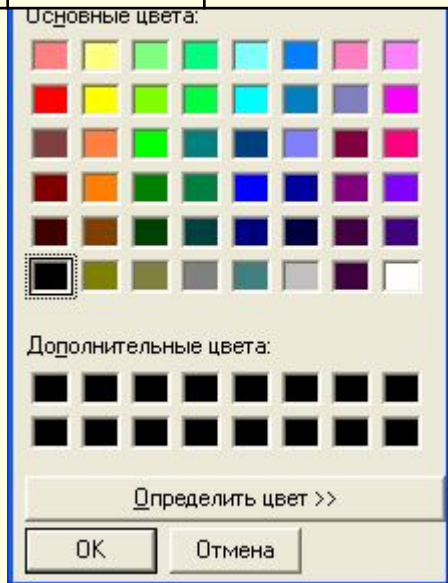 Основные цвета:
Дополнительные цвета:
Определить цвет >>
OK
Отмена